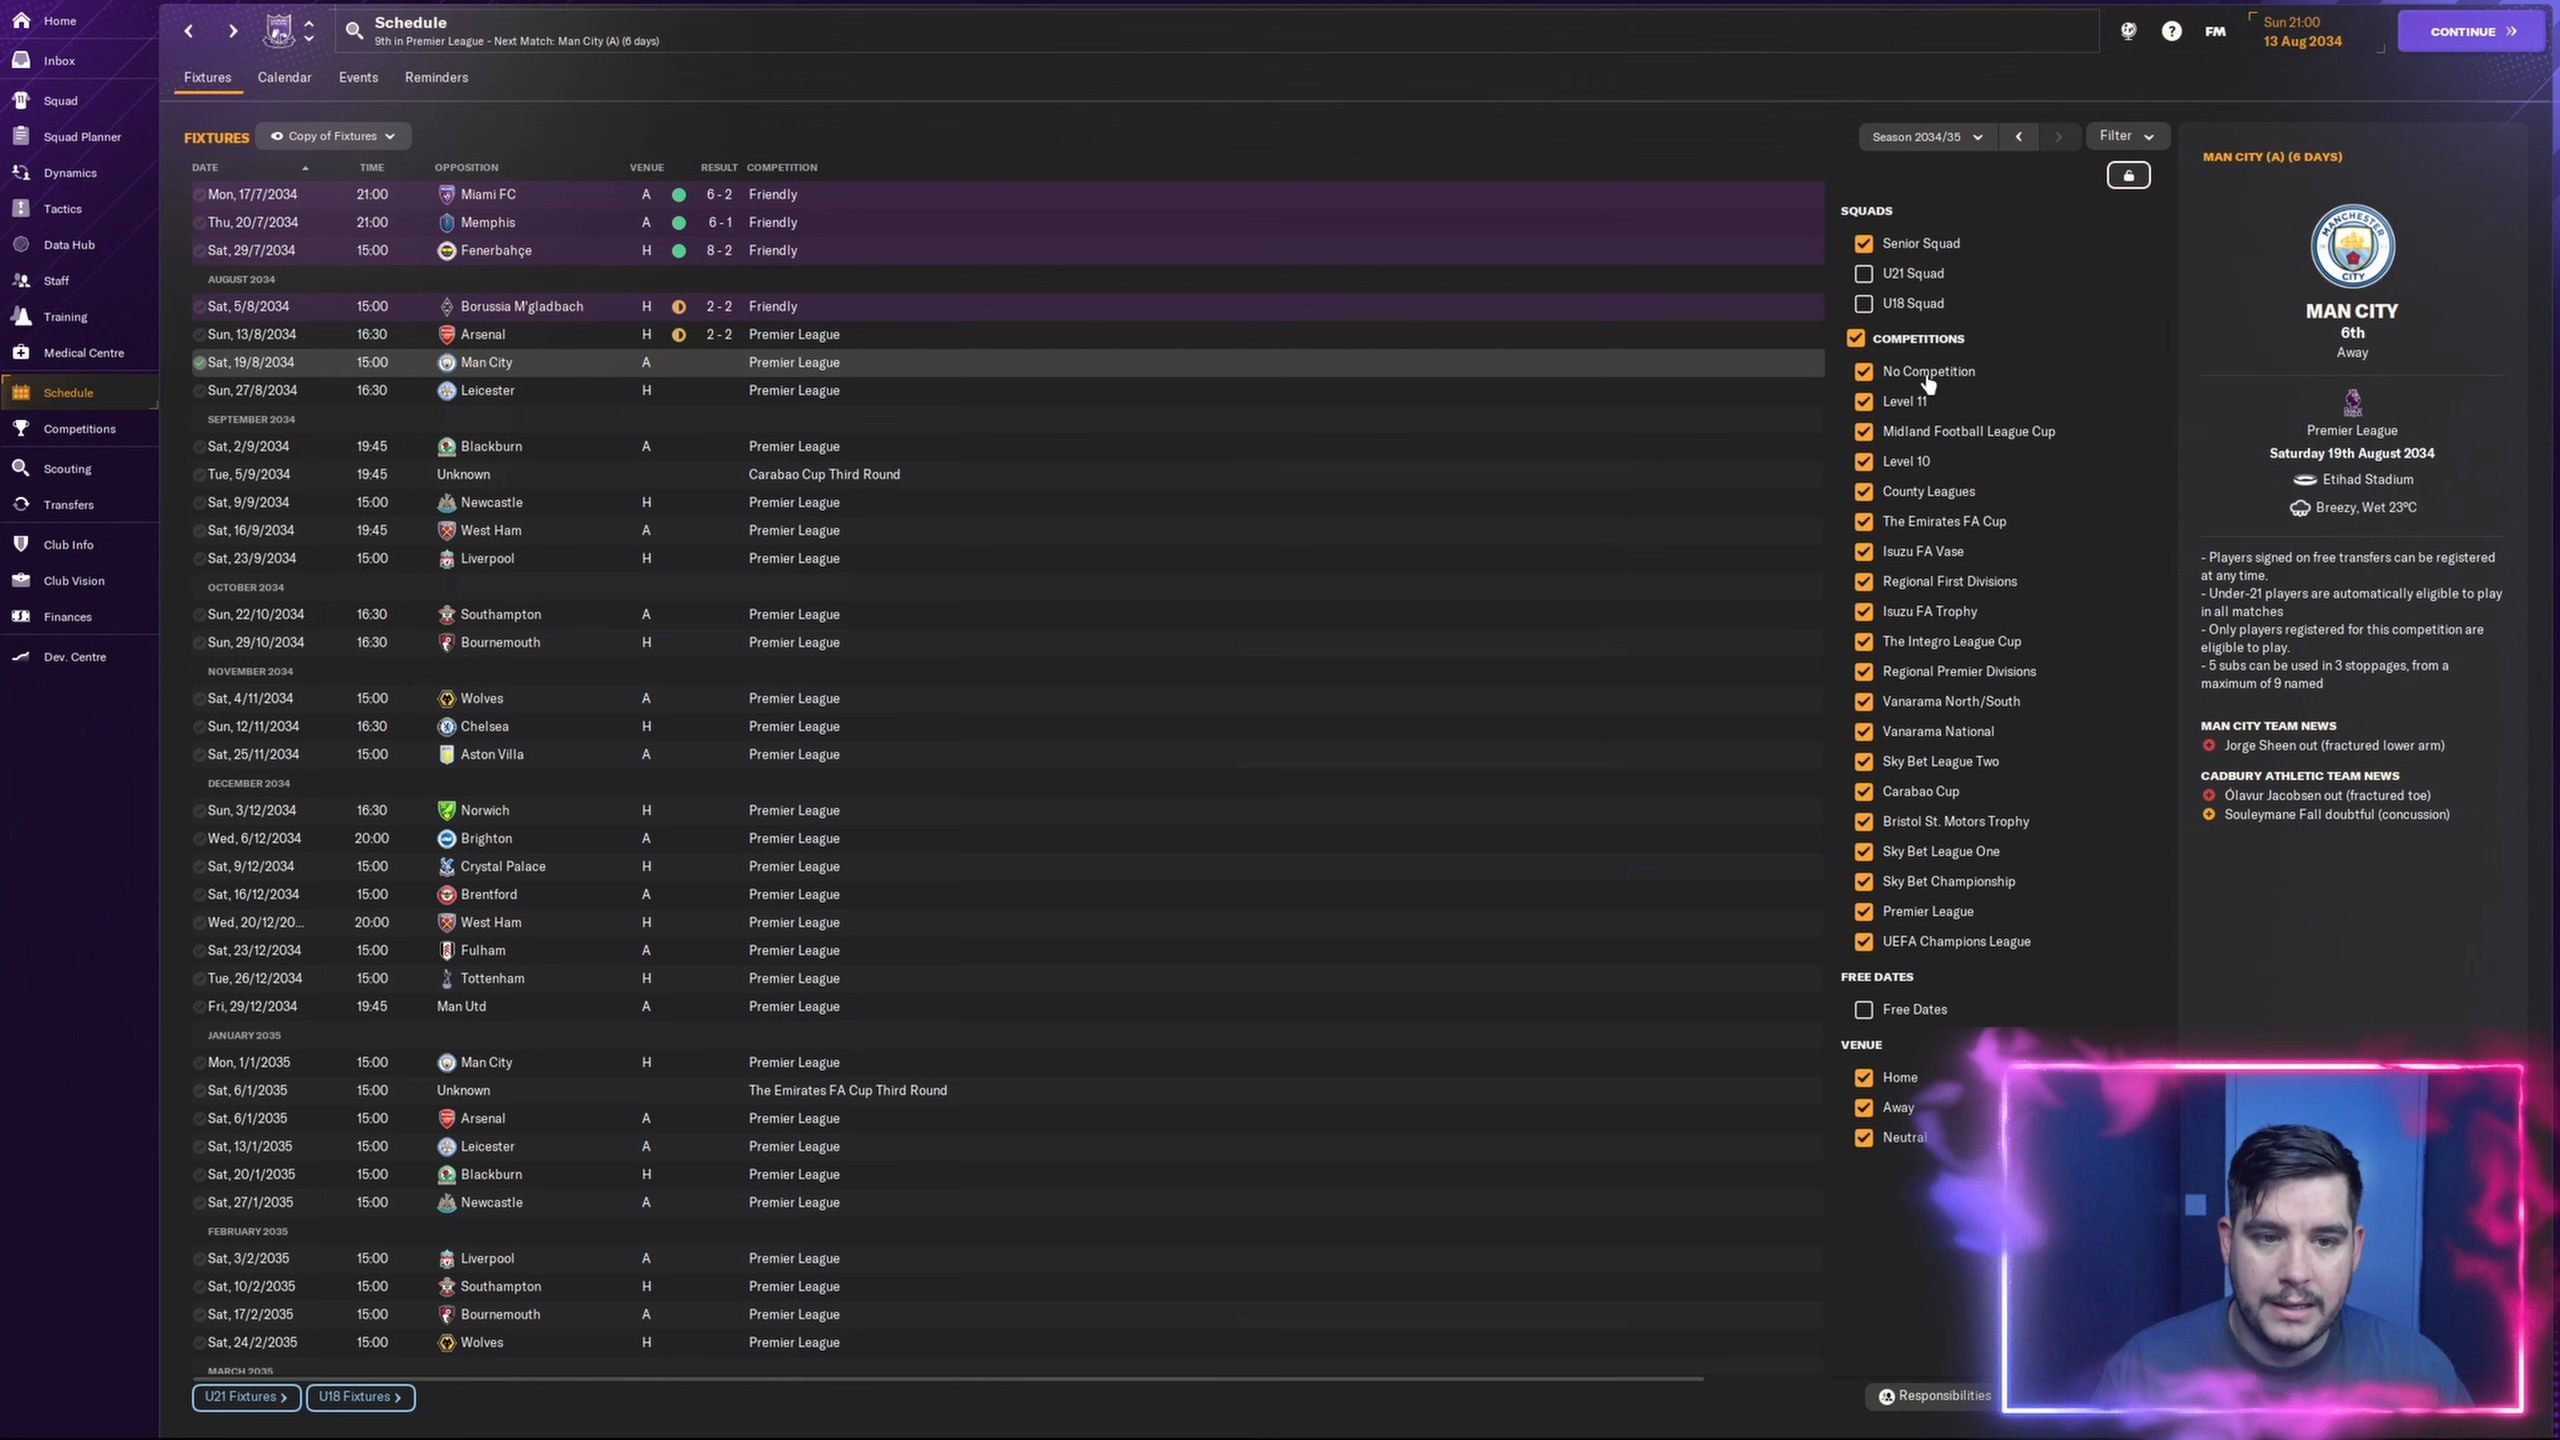 Home
Inbox
Squad
Squad Planner
Dynamics
Tactics
Data Hub
Staff
Training
Medical Centre
Schedule
Competitions
Scouting
Transfers
Club Info
Club Vision
Finances
Dev. Centre
Schedule
9th in Premier League - Next Match: Man City (A) (6 days)
FM
Sun 21:00
13 Aug 2034
CONTINUE
Fixtures Calendar Events Reminders
FIXTURES Copy of Fixtures
Season 2034/35 Filter
DATE TIME OPPOSITION VENUE RESULT COMPETITION
Mon, 17/7/2034 21:00 Miami FC A 6 - 2 Friendly
Thu, 20/7/2034 21:00 Memphis A 6 - 1 Friendly
Sat, 29/7/2034 15:00 Fenerbahçe H 8 - 2 Friendly
AUGUST 2034
Sat, 5/8/2034 15:00 Borussia M'gladbach H 2 - 2 Friendly
Sun, 13/8/2034 16:30 Arsenal H 2 - 2 Premier League
Sat, 19/8/2034 15:00 Man City A Premier League
Sun, 27/8/2034 16:30 Leicester H Premier League
SEPTEMBER 2034
Sat, 2/9/2034 19:45 Blackburn A Premier League
Tue, 5/9/2034 19:45 Unknown Carabao Cup Third Round
Sat, 9/9/2034 15:00 Newcastle H Premier League
Sat, 16/9/2034 19:45 West Ham A Premier League
Sat, 23/9/2034 15:00 Liverpool H Premier League
OCTOBER 2034
Sun, 22/10/2034 16:30 Southampton A Premier League
Sun, 29/10/2034 16:30 Bournemouth H Premier League
NOVEMBER 2034
Sat, 4/11/2034 15:00 Wolves A Premier League
Sun, 12/11/2034 16:30 Chelsea H Premier League
Sat, 25/11/2034 15:00 Aston Villa A Premier League
DECEMBER 2034
Sun, 3/12/2034 16:30 Norwich H Premier League
Wed, 6/12/2034 20:00 Brighton A Premier League
Sat, 9/12/2034 15:00 Crystal Palace H Premier League
Sat, 16/12/2034 15:00 Brentford A Premier League
Wed, 20/12/20... 20:00 West Ham H Premier League
Sat, 23/12/2034 15:00 Fulham A Premier League
Tue, 26/12/2034 15:00 Tottenham H Premier League
Fri, 29/12/2034 19:45 Man Utd A Premier League
JANUARY 2035
Mon, 1/1/2035 15:00 Man City H Premier League
Sat, 6/1/2035 15:00 Unknown The Emirates FA Cup Third Round
Sat, 6/1/2035 15:00 Arsenal A Premier League
Sat, 13/1/2035 15:00 Leicester A Premier League
Sat, 20/1/2035 15:00 Blackburn H Premier League
Sat, 27/1/2035 15:00 Newcastle A Premier League
FEBRUARY 2035
Sat, 3/2/2035 15:00 Liverpool A Premier League
Sat, 10/2/2035 15:00 Southampton H Premier League
Sat, 17/2/2035 15:00 Bournemouth A Premier League
Sat, 24/2/2035 15:00 Wolves H Premier League
MARCH 2035
U21 Fixtures U18 Fixtures
SQUADS
Senior Squad
U21 Squad
U18 Squad
COMPETITIONS
No Competition
Level 11
Midland Football League Cup
Level 10
County Leagues
The Emirates FA Cup
Isuzu FA Vase
Regional First Divisions
Isuzu FA Trophy
The Integro League Cup
Regional Premier Divisions
Vanarama North/South
Vanarama National
Sky Bet League Two
Carabao Cup
Bristol St. Motors Trophy
Sky Bet League One
Sky Bet Championship
Premier League
UEFA Champions League
FREE DATES
Free Dates
VENUE
Home
Away
Neutral
Responsibilities
MAN CITY (A) (6 DAYS)
MANCHESTER
CITY
MAN CITY
6th
Away
Premier League
Saturday 19th August 2034
Etihad Stadium
Breezy, Wet 23ºC
- Players signed on free transfers can be registered
at any time.
- Under-21 players are automatically eligible to play
in all matches
- Only players registered for this competition are
eligible to play.
- 5 subs can be used in 3 stoppages, from a
maximum of 9 named
MAN CITY TEAM NEWS
Jorge Sheen out (fractured lower arm)
CADBURY ATHLETIC TEAM NEWS
Ólavur Jacobsen out (fractured toe)
Souleymane Fall doubtful (concussion)